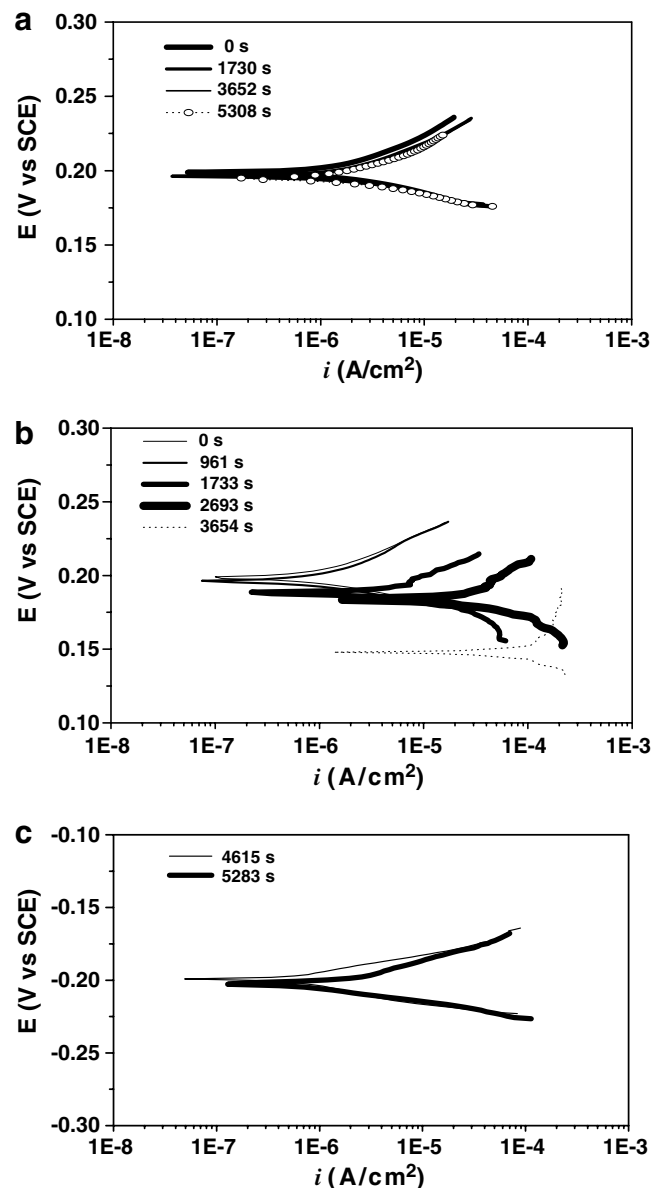 a
0 s
1730 s
3652 s
5308 s
0.30
0.25
0.20
0.15
0.10
E (V vs SCE)
1E-8 1E-7 1E-6 1E-5 1E-4 1E-3
i (A/cm²)
b
0 s
961 s
1733 s
2693 s
3654 s
0.30
0.25
0.20
0.15
0.10
E (V vs SCE)
1E-8 1E-7 1E-6 1E-5 1E-4 1E-3
i (A/cm²)
c
4615 s
5283 s
-0.10
-0.15
-0.20
-0.25
-0.30
E (V vs SCE)
1E-8 1E-7 1E-6 1E-5 1E-4 1E-3
i (A/cm²)